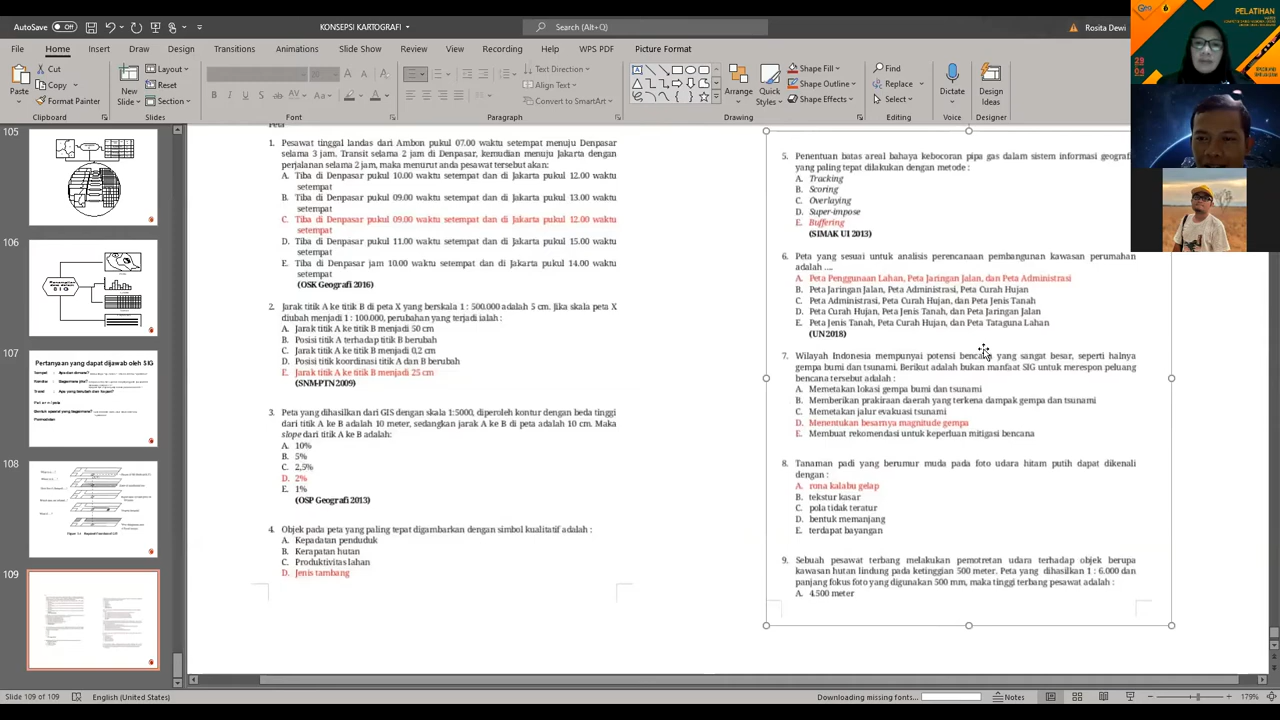 AutoSave
Off
KONSEPSI KARTOGRAFI
Search (Alt+Q)
Rosita Dewi
File
Home
Insert
Draw
Design
Transitions
Animations
Slide Show
Review
View
Recording
Help
WPS PDF
Picture Format
Paste
Cut
Copy
Format Painter
Clipboard
New
Slide
Layout
Reset
Section
Slides
Font
Text Direction
Align Text
Convert to SmartArt
Paragraph
Arrange
Quick
Styles
Shape Fill
Shape Outline
Shape Effects
Drawing
Find
Replace
Select
Editing
Dictate
Voice
Design
Ideas
Designer
PELATIHAN
105
106
107
Pertanyaan yang dapat dijawab oleh SIG
108
109
Peta
1. Pesawat tinggal landas dari Ambon pukul 07.00 waktu setempat menuju Denpasar
selama 3 jam. Transit selama 2 jam di Denpasar, kemudian menuju Jakarta dengan
perjalanan selama 2 jam, maka menurut anda pesawat tersebut akan:
A. Tiba di Denpasar pukul 10.00 waktu setempat dan di Jakarta pukul 12.00 waktu
setempat
B. Tiba di Denpasar pukul 09.00 waktu setempat dan di Jakarta pukul 13.00 waktu
setempat
C. Tiba di Denpasar pukul 09.00 waktu setempat dan di Jakarta pukul 12.00 waktu
setempat
D. Tiba di Denpasar pukul 11.00 waktu setempat dan di Jakarta pukul 15.00 waktu
setempat
E. Tiba di Denpasar jam 10.00 waktu setempat dan di Jakarta pukul 14.00 waktu
setempat
(OSK Geografi 2016)
2. Jarak titik A ke titik B di peta X yang berskala 1 : 500.000 adalah 5 cm. Jika skala peta X
diubah menjadi 1 : 100.000, perubahan yang terjadi ialah :
A. Jarak titik A ke titik B menjadi 50 cm
B. Posisi titik A terhadap titik B berubah
C. Jarak titik A ke titik B menjadi 0,2 cm
D. Posisi titik koordinasi titik A dan B berubah
E. Jarak titik A ke titik B menjadi 25 cm
(SNM-PTN 2009)
3. Peta yang dihasilkan dari GIS dengan skala 1:5000, diperoleh kontur dengan beda tinggi
dari titik A ke B adalah 10 meter, sedangkan jarak A ke B di peta adalah 10 cm. Maka
slope dari titik A ke B adalah:
A. 10%
B. 5%
C. 2,5%
D. 2%
E. 1%
(OSP Geografi 2013)
4. Objek pada peta yang paling tepat digambarkan dengan simbol kualitatif adalah :
A. Kepadatan penduduk
B. Kerapatan hutan
C. Produktivitas lahan
D. Jenis tambang
5. Penentuan batas areal bahaya kebocoran pipa gas dalam sistem informasi geografi
yang paling tepat dilakukan dengan metode :
A. Trucking
B. Scoring
C. Overlaying
D. Super-impose
E. Buffering
(SIMAK UI 2013)
6. Peta yang sesuai untuk analisis perencanaan pembangunan kawasan perumahan
adalah ....
A. Peta Penggunaan Lahan, Peta Jaringan Jalan, dan Peta Administrasi
B. Peta Jaringan Jalan, Peta Administrasi, Peta Curah Hujan
C. Peta Administrasi, Peta Curah Hujan, dan Peta Jenis Tanah
D. Peta Curah Hujan, Peta Jenis Tanah, dan Peta Jaringan Jalan
E. Peta Jenis Tanah, Peta Curah Hujan, dan Peta Tataguna Lahan
(UN 2018)
7. Wilayah Indonesia mempunyai potensi bencana yang sangat besar, seperti halnya
gempa bumi dan tsunami. Berikut adalah bukan manfaat SIG untuk merespon peluang
bencana tersebut adalah :
A. Memetakan lokasi gempa bumi dan tsunami
B. Memberikan prakiraan daerah yang terkena dampak gempa dan tsunami
C. Memetakan jalur evakuasi tsunami
D. Menentukan besarnya magnitude gempa
E. Membuat rekomendasi untuk keperluan mitigasi bencana
8. Tanaman padi yang berumur muda pada foto udara hitam putih dapat dikenali
dengan :
A. rona kalabu gelap
B. tekstur kasar
C. pola tidak teratur
D. bentuk memanjang
E. terdapat bayangan
9. Sebuah pesawat terbang melakukan pemotretan udara terhadap objek berupa
kawasan hutan lindung pada ketinggian 500 meter. Peta yang dihasilkan 1 : 6.000 dan
panjang fokus foto yang digunakan 500 mm, maka tinggi terbang pesawat adalah :
A. 4.500 meter
Slide 109 of 109
English (United States)
Downloading missing fonts...
Notes
179%